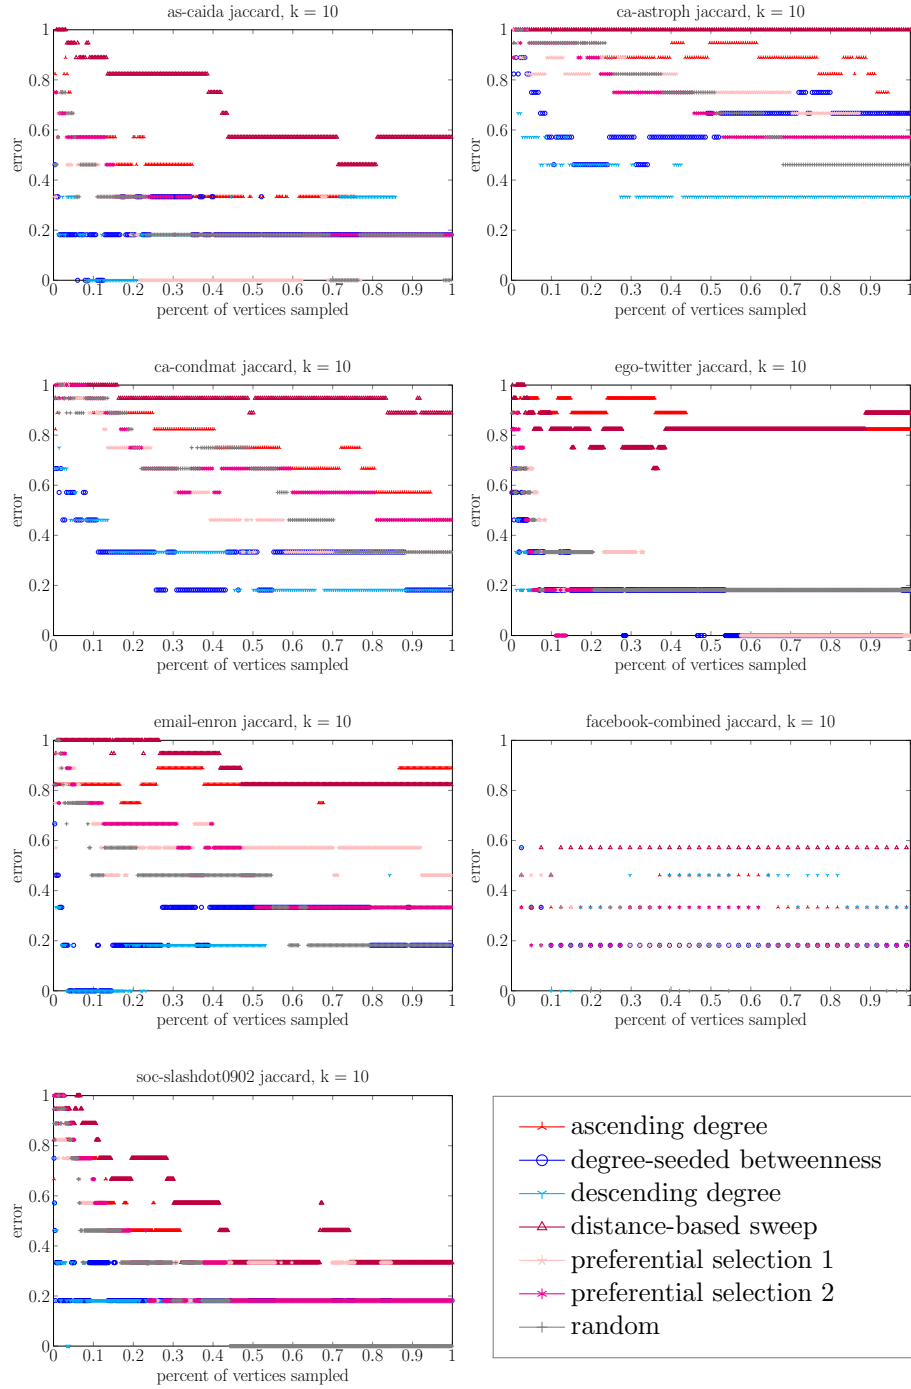 as-caida jaccard, k = 10
1
0.8
0.6
0.4
0.2
0
error
0 0.1 0.2 0.3 0.4 0.5 0.6 0.7 0.8 0.9 1
percent of vertices sampled
ca-astroph jaccard, k = 10
1
0.8
0.6
0.4
0.2
0
error
0 0.1 0.2 0.3 0.4 0.5 0.6 0.7 0.8 0.9 1
percent of vertices sampled
ca-condmat jaccard, k = 10
1
0.8
0.6
0.4
0.2
0
error
0 0.1 0.2 0.3 0.4 0.5 0.6 0.7 0.8 0.9 1
percent of vertices sampled
ego-twitter jaccard, k = 10
1
0.8
0.6
0.4
0.2
0
error
0 0.1 0.2 0.3 0.4 0.5 0.6 0.7 0.8 0.9 1
percent of vertices sampled
email-enron jaccard, k = 10
1
0.8
0.6
0.4
0.2
0
error
0 0.1 0.2 0.3 0.4 0.5 0.6 0.7 0.8 0.9 1
percent of vertices sampled
facebook-combined jaccard, k = 10
1
0.8
0.6
0.4
0.2
0
error
0 0.1 0.2 0.3 0.4 0.5 0.6 0.7 0.8 0.9 1
percent of vertices sampled
soc-slashdot0902 jaccard, k = 10
1
0.8
0.6
0.4
0.2
0
error
0 0.1 0.2 0.3 0.4 0.5 0.6 0.7 0.8 0.9 1
percent of vertices sampled
ascending degree
degree-seeded betweenness
descending degree
distance-based sweep
preferential selection 1
preferential selection 2
random